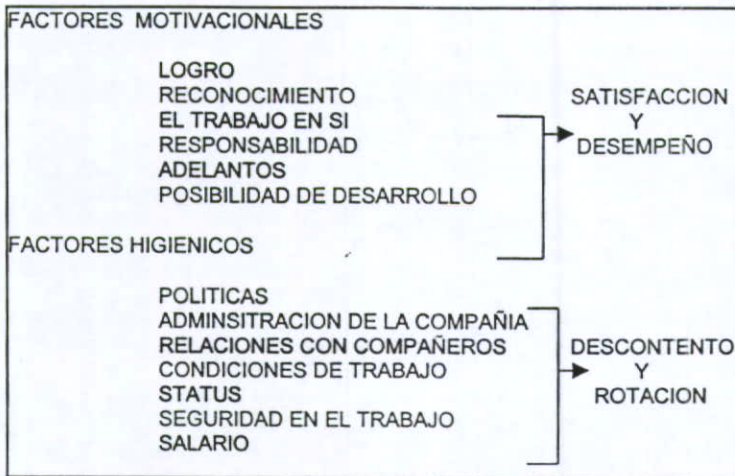 FACTORES MOTIVACIONALES
LOGRO
RECONOCIMIENTO
EL TRABAJO EN SI
RESPONSABILIDAD
ADELANTOS
POSIBILIDAD DE DESARROLLO
SATISFACCION
Y
DESEMPEÑO
FACTORES HIGIENICOS
POLITICAS
ADMINSITRACION DE LA COMPAÑIA
RELACIONES CON COMPAÑEROS
CONDICIONES DE TRABAJO
STATUS
SEGURIDAD EN EL TRABAJO
SALARIO
DESCONTENTO
Y
ROTACION